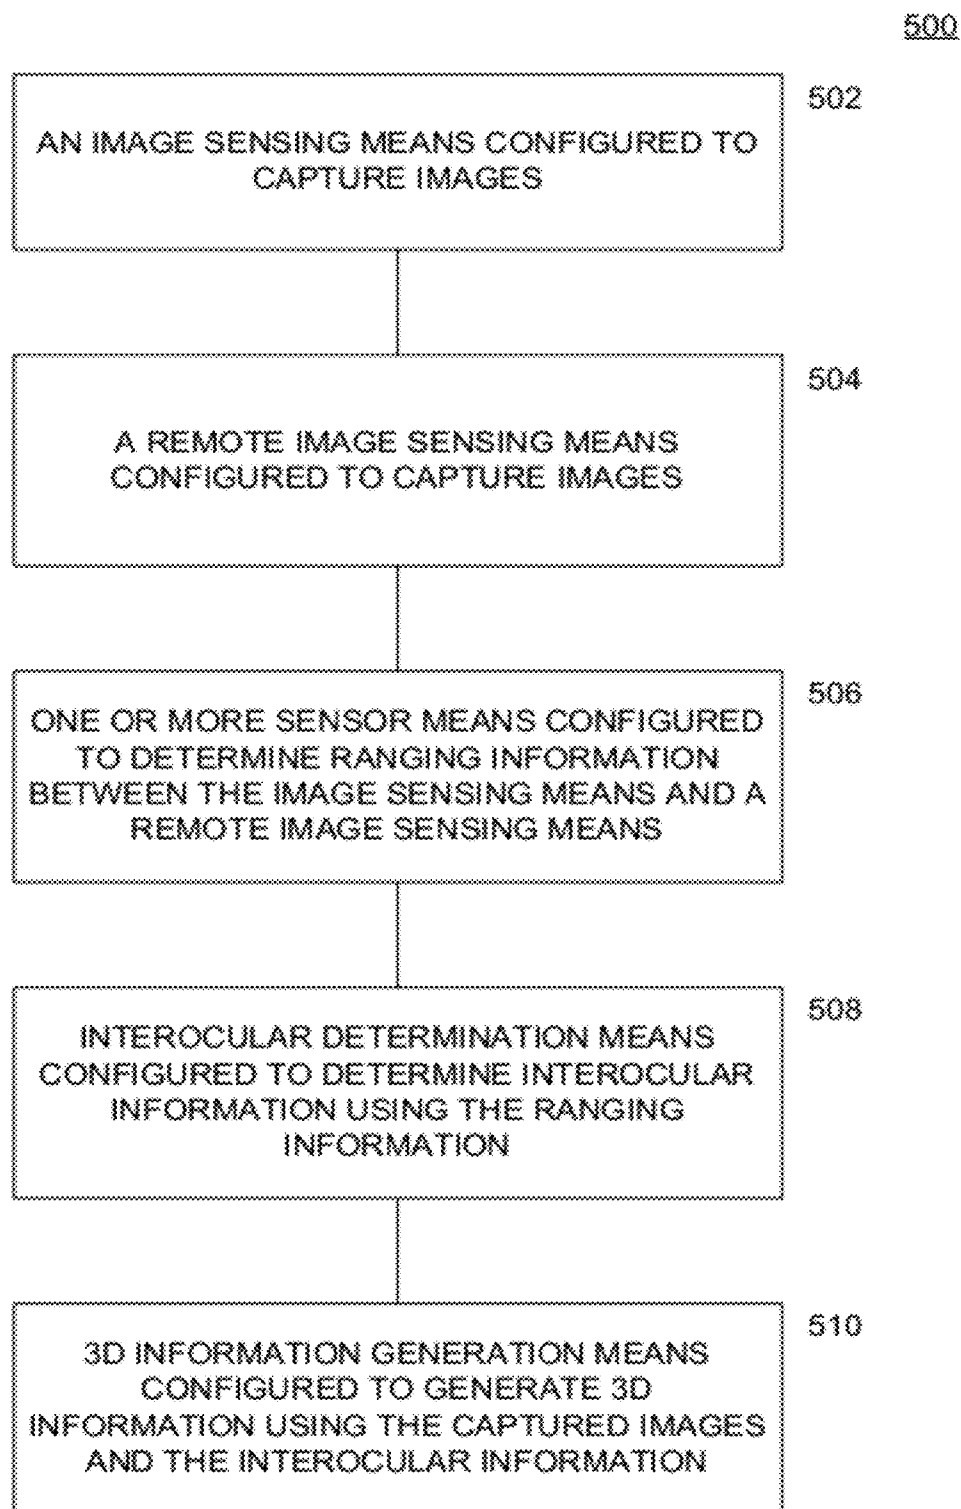 500
502
AN IMAGE SENSING MEANS CONFIGURED TO
CAPTURE IMAGES
504
A REMOTE IMAGE SENSING MEANS
CONFIGURED TO CAPTURE IMAGES
506
ONE OR MORE SENSOR MEANS CONFIGURED
TO DETERMINE RANGING INFORMATION
BETWEEN THE IMAGE SENSING MEANS AND A
REMOTE IMAGE SENSING MEANS
508
INTEROCULAR DETERMINATION MEANS
CONFIGURED TO DETERMINE INTEROCULAR
INFORMATION USING THE RANGING
INFORMATION
510
3D INFORMATION GENERATION MEANS
CONFIGURED TO GENERATE 3D
INFORMATION USING THE CAPTURED IMAGES
AND THE INTEROCULAR INFORMATION